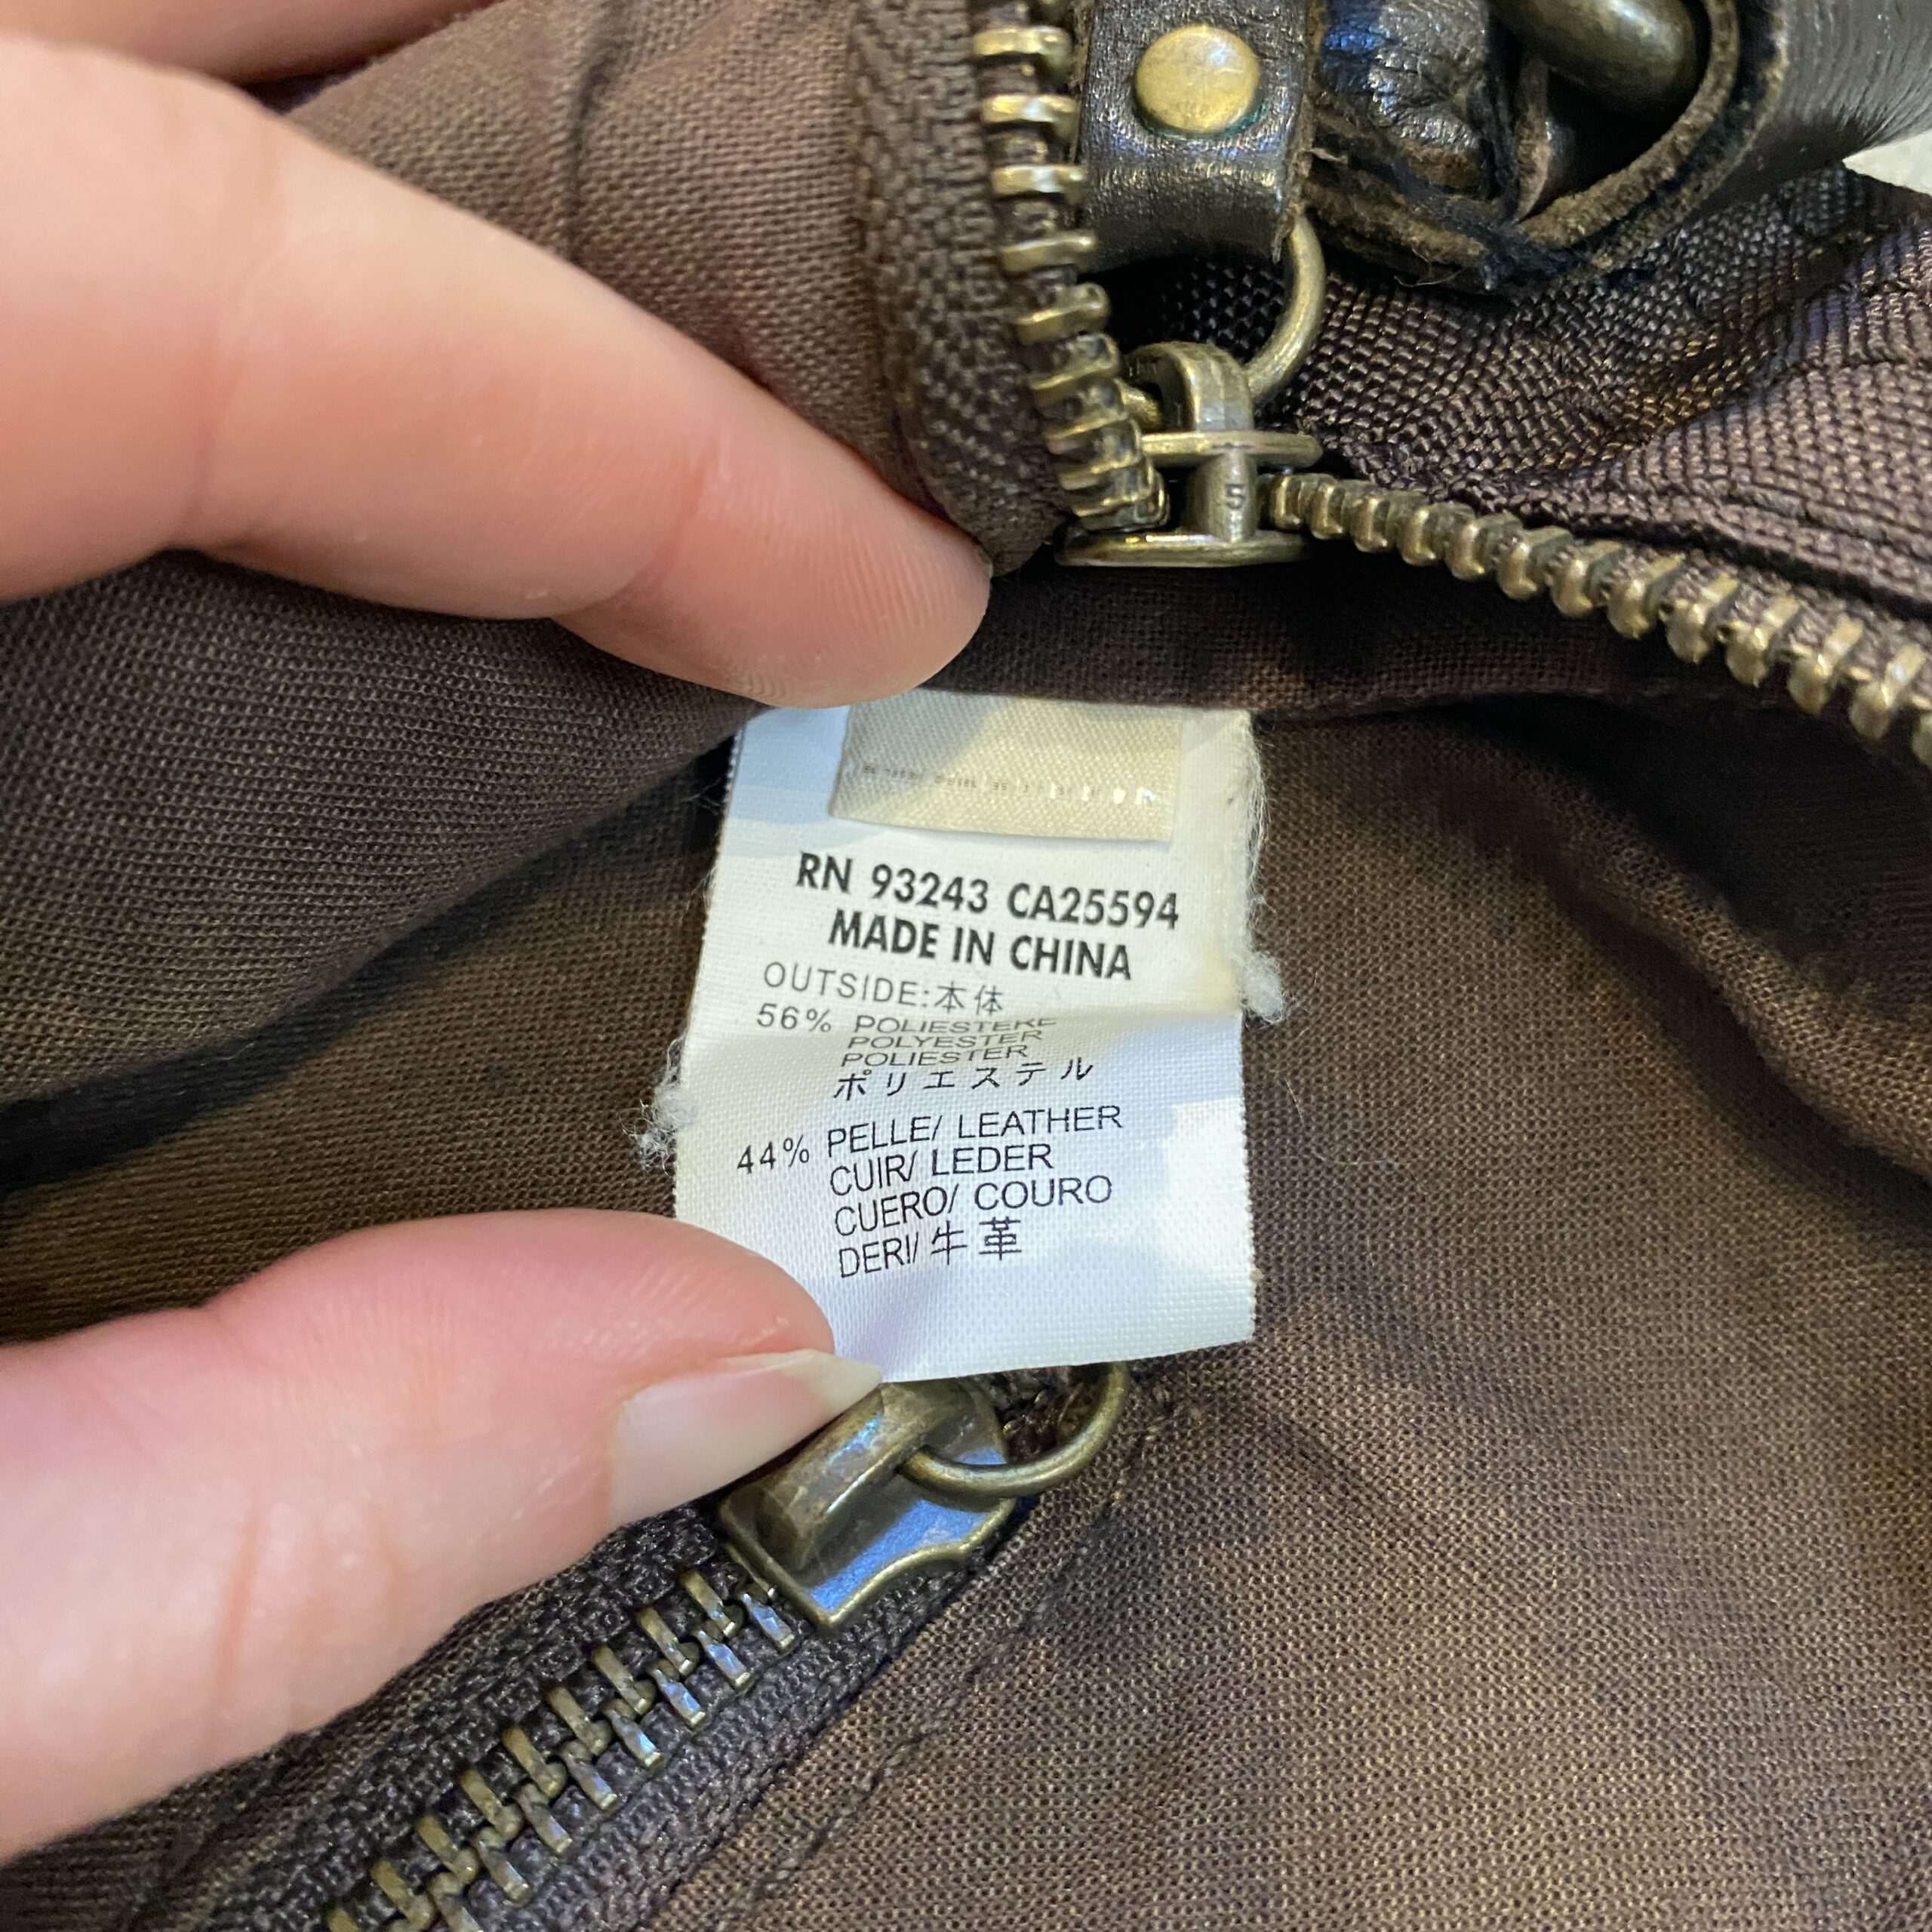 5
RN 93243 CA25594
MADE IN CHINA
OUTSIDE:本体
56% POLIESTERE
POLYESTER
POLIESTER
ポリエステル
44% PELLE/ LEATHER
CUIR/ LEDER
CUERO/ COURO
DERI/ 牛革